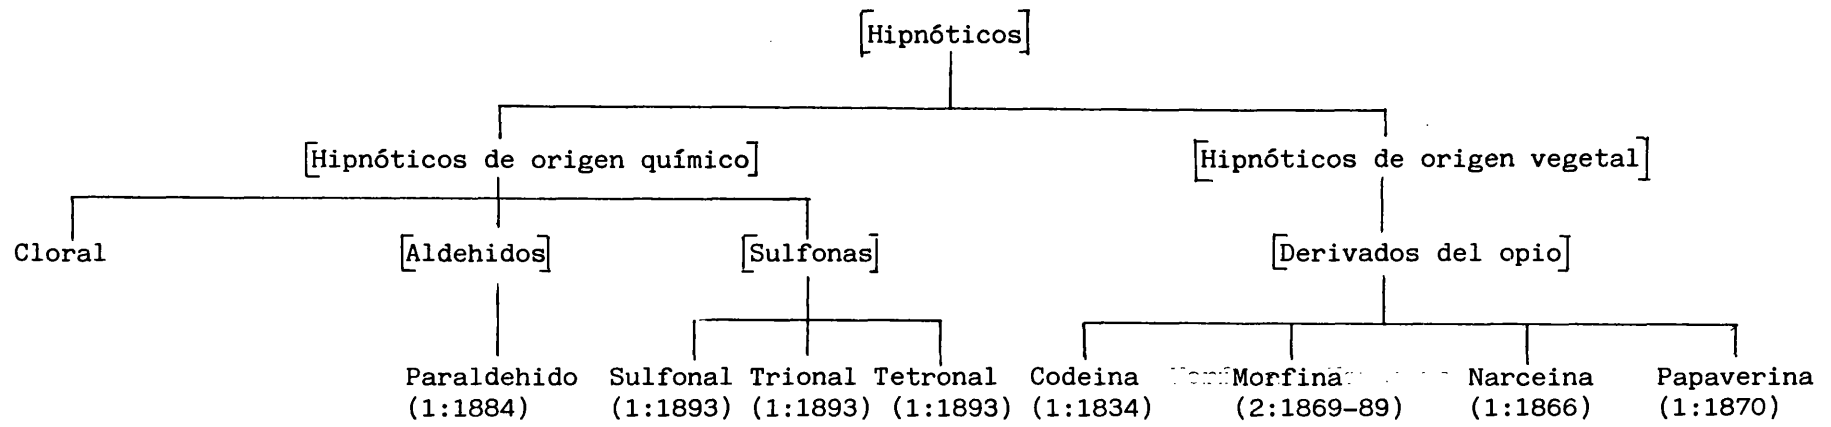 [Hipnóticos]
[Hipnóticos de origen químico] [Hipnóticos de origen vegetal]
Cloral [Aldehidos] [Sulfonas] [Derivados del opio]
Paraldehido Sulfonal Trional Tetronal Codeina Morfina Narceina Papaverina
(1:1884) (1:1893) (1:1893) (1:1893) (1:1834) (2:1869-89) (1:1866) (1:1870)